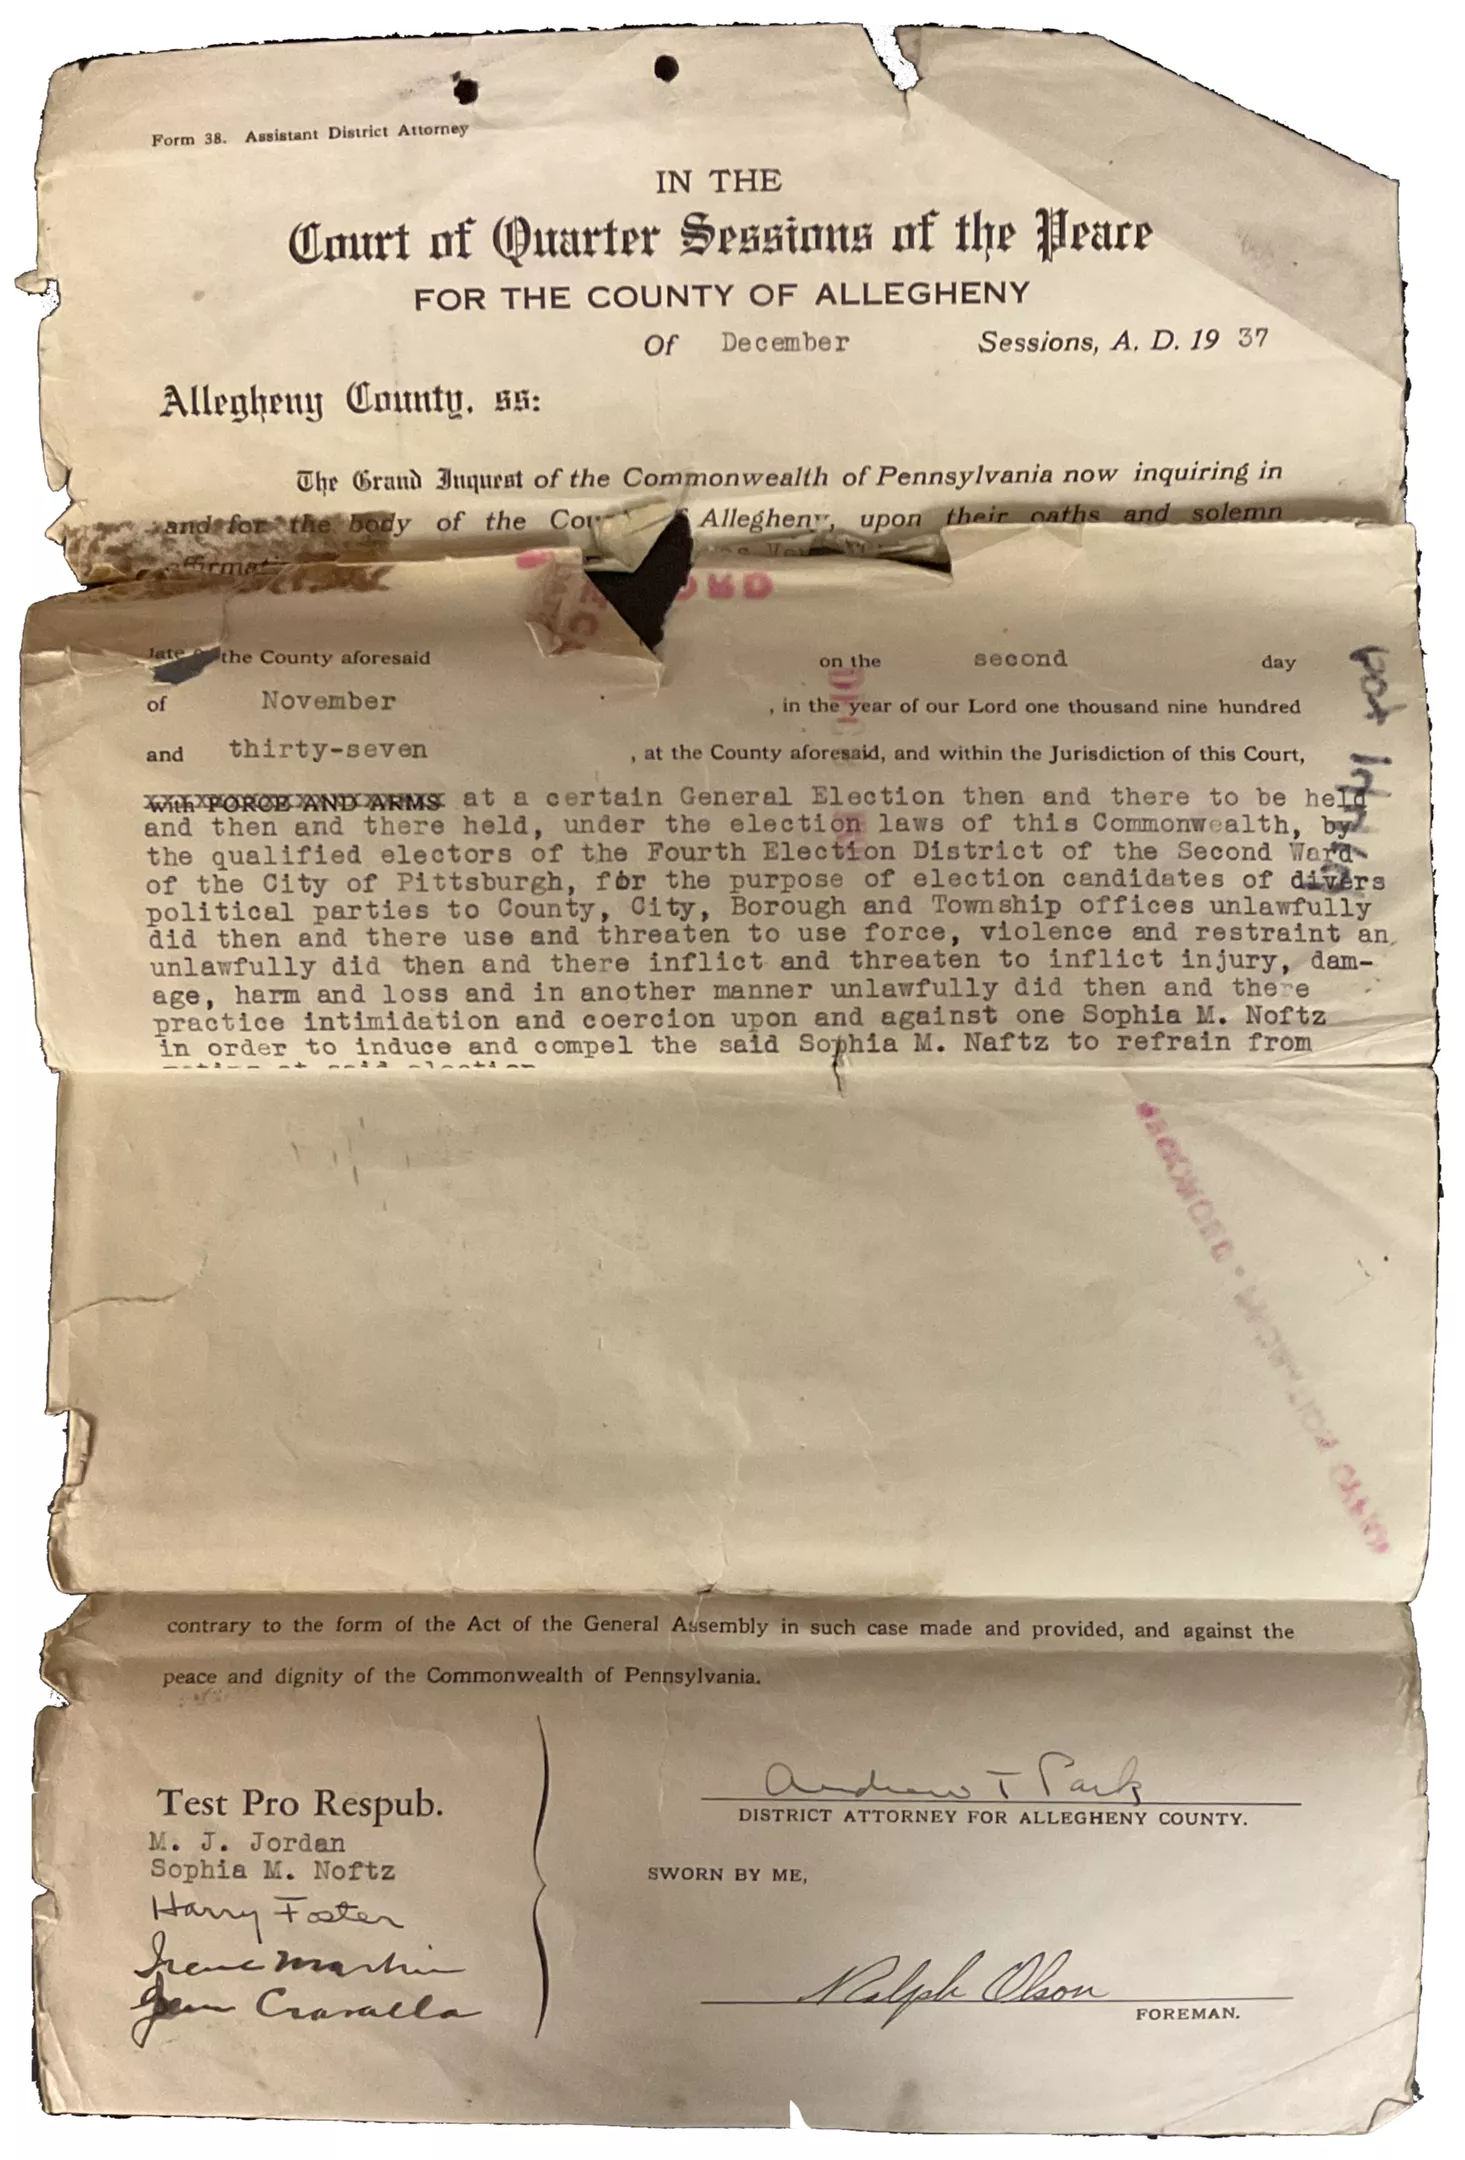 Form 38. Assistant District Attorney
IN THE
Court of Quarter Sessions of the Peace
FOR THE COUNTY OF ALLEGHENY
Of December Sessions, A. D. 19 37
Allegheny County, ss:
The Grand Inquest of the Commonwealth of Pennsylvania now inquiring in
and for the body of the Allegheny, upon their oaths and solemn
late the County aforesaid on the second day
of November , in the year of our Lord one thousand nine hundred
and thirty-seven , at the County aforesaid, and within the Jurisdiction of this Court,
with FORCE AND ARMS at a certain General Election then and there to be held
and then and there held, under the election laws of this Commonwealth, by
the qualified electors of the Fourth Election District of the Second Ward
of the City of Pittsburgh, for the purpose of election candidates of divers
political parties to County, City, Borough and Township offices unlawfully
did then and there use and threaten to use force, violence and restraint an
unlawfully did then and there inflict and threaten to inflict injury, dam-
age, harm and loss and in another manner unlawfully did then and there
practice intimidation and coercion upon and against one Sophia M. Noftz
in order to induce and compel the said Sophia M. Naftz to refrain from
contrary to the form of the Act of the General Assembly in such case made and provided, and against the
peace and dignity of the Commonwealth of Pennsylvania.
Test Pro Respub.
M. J. Jordan
Sophia M. Noftz
Harry Foster
Irene
Andrew T Park
DISTRICT ATTORNEY FOR ALLEGHENY COUNTY.
SWORN BY ME,
Ralph Olson
FOREMAN.